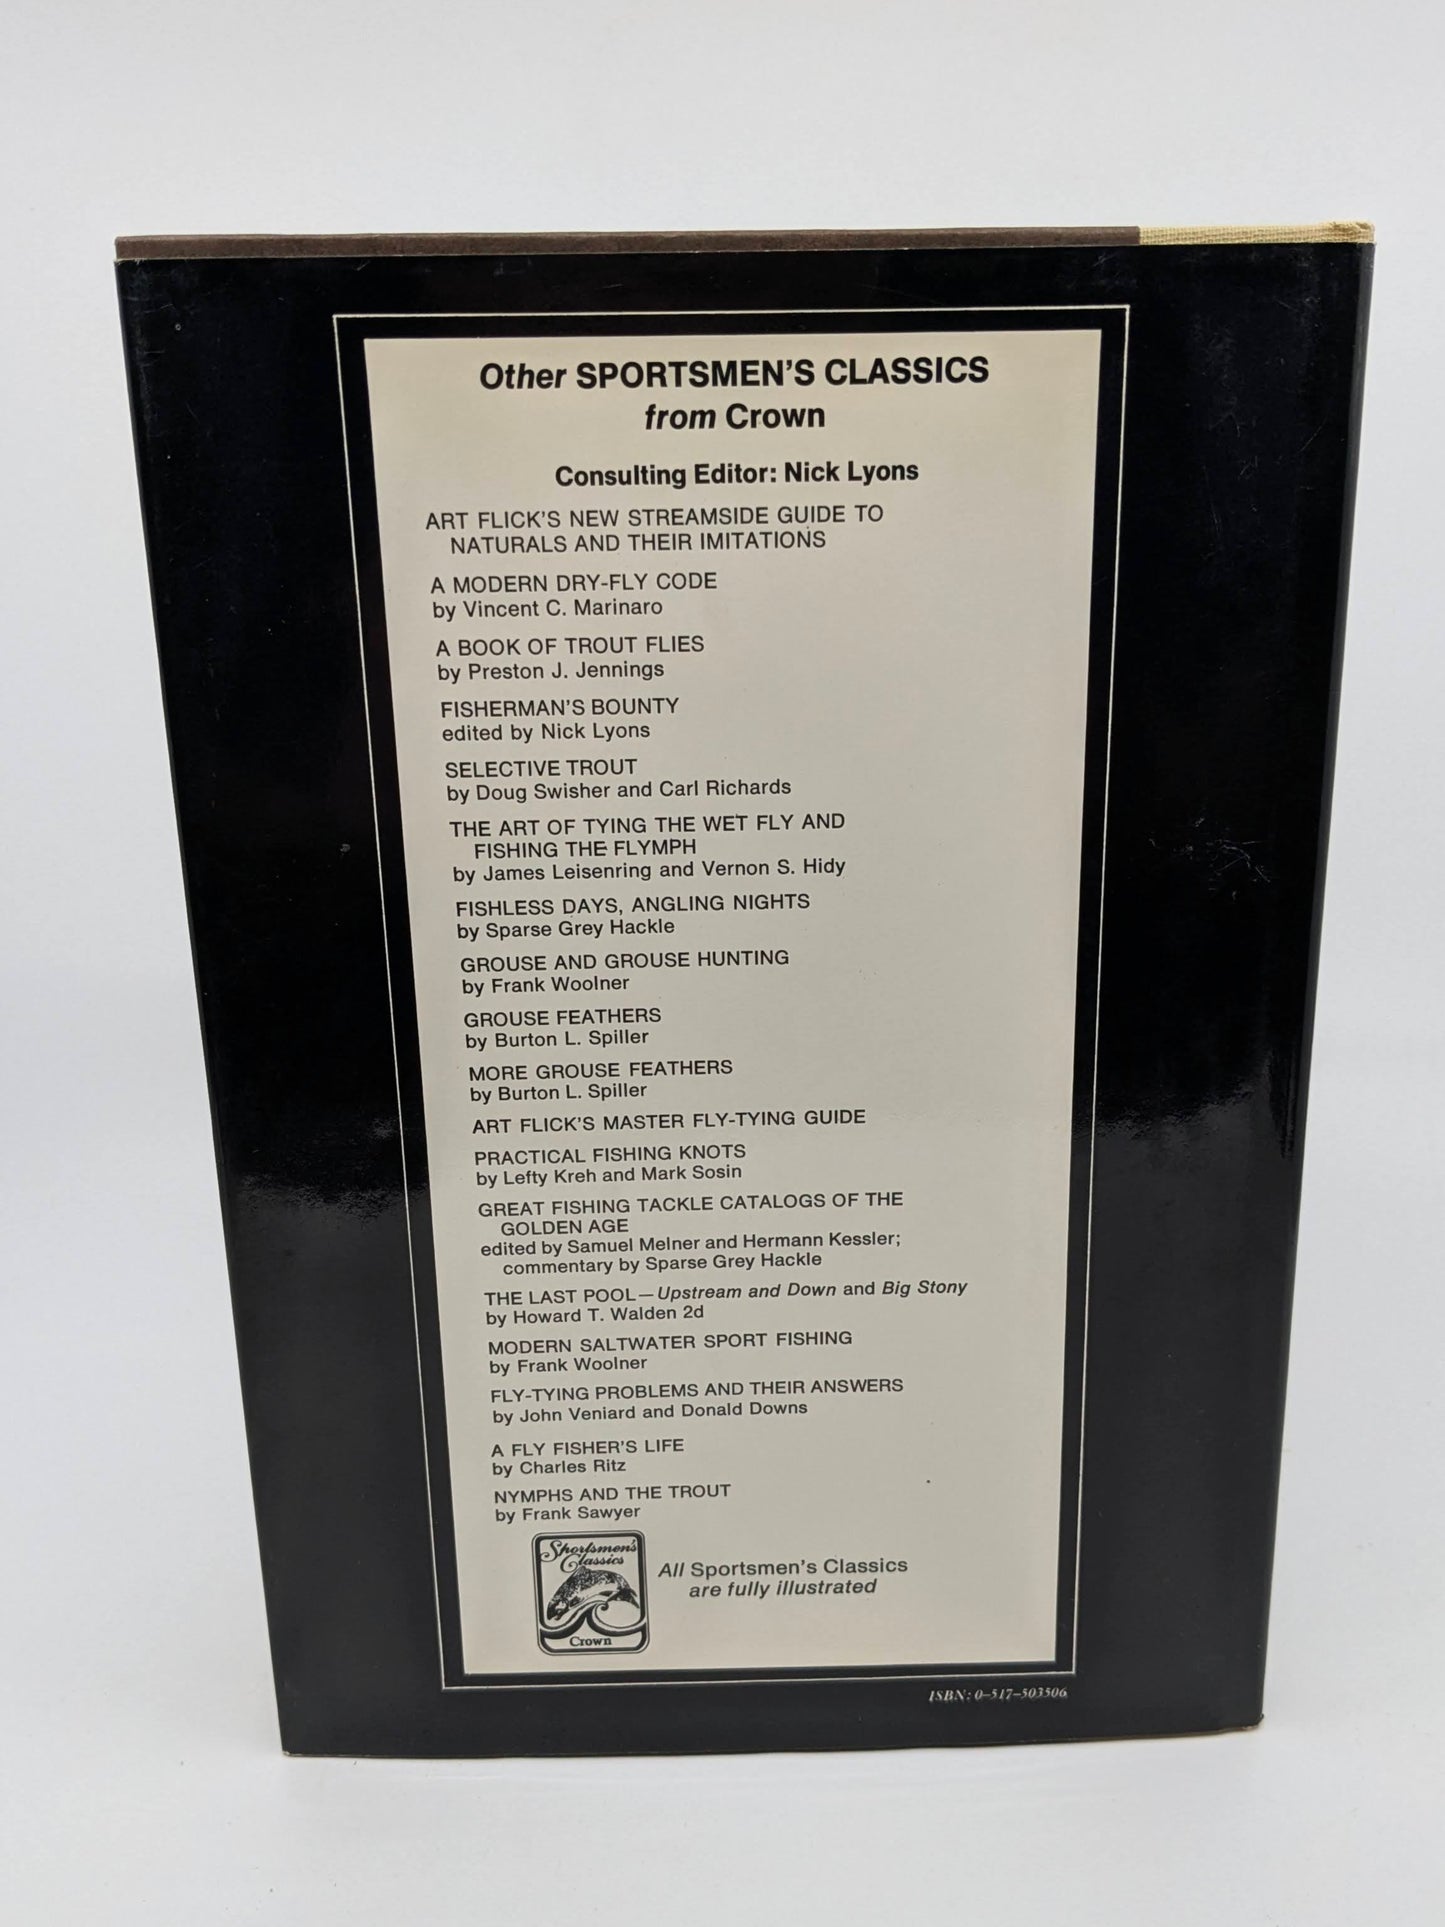 Other SPORTSMEN'S CLASSICS
from Crown
Consulting Editor: Nick Lyons
ART FLICK'S NEW STREAMSIDE GUIDE TO
NATURALS AND THEIR IMITATIONS
A MODERN DRY-FLY CODE
by Vincent C. Marinaro
A BOOK OF TROUT FLIES
by Preston J. Jennings
FISHERMAN'S BOUNTY
edited by Nick Lyons
SELECTIVE TROUT
by Doug Swisher and Carl Richards
THE ART OF TYING THE WET FLY AND
FISHING THE FLYMPH
by James Leisenring and Vernon S. Hidy
FISHLESS DAYS, ANGLING NIGHTS
by Sparse Grey Hackle
GROUSE AND GROUSE HUNTING
by Frank Woolner
GROUSE FEATHERS
by Burton L. Spiller
MORE GROUSE FEATHERS
by Burton L. Spiller
ART FLICK'S MASTER FLY-TYING GUIDE
PRACTICAL FISHING KNOTS
by Lefty Kreh and Mark Sosin
GREAT FISHING TACKLE CATALOGS OF THE
GOLDEN AGE
edited by Samuel Melner and Hermann Kessler;
commentary by Sparse Grey Hackle
THE LAST POOL—Upstream and Down and Big Stony
by Howard T. Walden 2d
MODERN SALTWATER SPORT FISHING
by Frank Woolner
FLY-TYING PROBLEMS AND THEIR ANSWERS
by John Veniard and Donald Downs
A FLY FISHER'S LIFE
by Charles Ritz
NYMPHS AND THE TROUT
by Frank Sawyer
Sportsmen's
Classics
Crown
All Sportsmen's Classics
are fully illustrated
ISBN: 0-517-503506